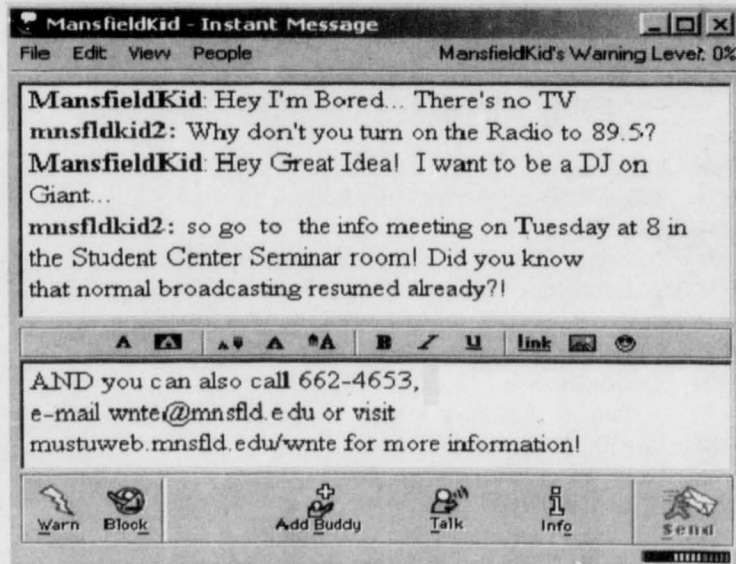 MansfieldKid - Instant Message
File Edit View People MansfieldKid's Warning Level: 0%
MansfieldKid: Hey I'm Bored... There's no TV
mnsfldkid2: Why don't you turn on the Radio to 89.5?
MansfieldKid: Hey Great Idea! I want to be a DJ on
Giant...
mnsfldkid2: so go to the info meeting on Tuesday at 8 in
the Student Center Seminar room! Did you know
that normal broadcasting resumed already?!
A A A A A B I U link
AND you can also call 662-4653,
e-mail wnte@mnsfld.edu or visit
mustuweb.mnsfld.edu/wnte for more information!
Warn Block Add Buddy Talk Info Send